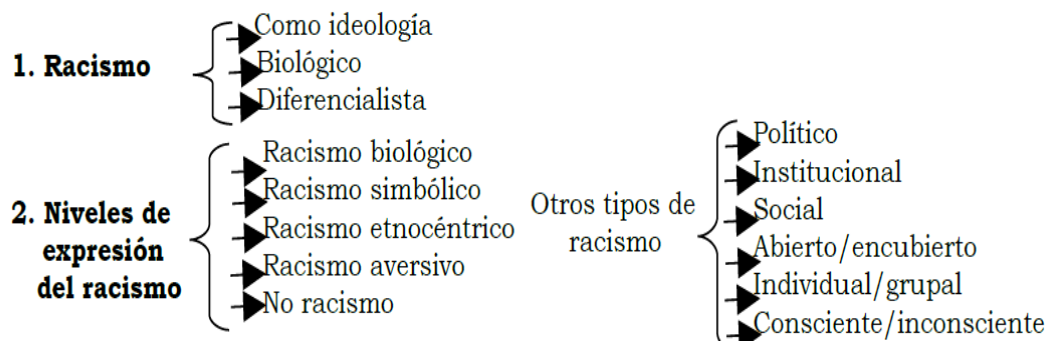 1. Racismo
Como ideología
Biológico
Diferencialista
2. Niveles de
expresión
del racismo
Racismo biológico
Racismo simbólico
Racismo etnocéntrico
Racismo aversivo
No racismo
Otros tipos de
racismo
Político
Institucional
Social
Abierto/encubierto
Individual/grupal
Consciente/inconsciente